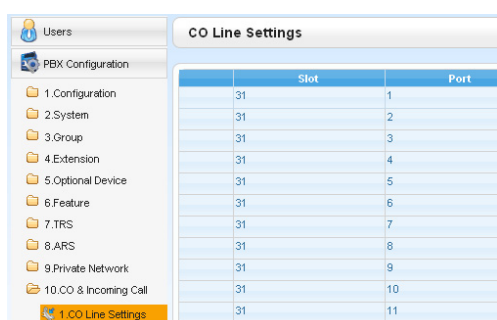 Users
PBX Configuration
1.Configuration
2.System
3.Group
4.Extension
5.Optional Device
6.Feature
7.TRS
8.ARS
9.Private Network
10.CO & Incoming Call
1.CO Line Settings
CO Line Settings
Slot Port
31 1
31 2
31 3
31 4
31 5
31 6
31 7
31 8
31 9
31 10
31 11